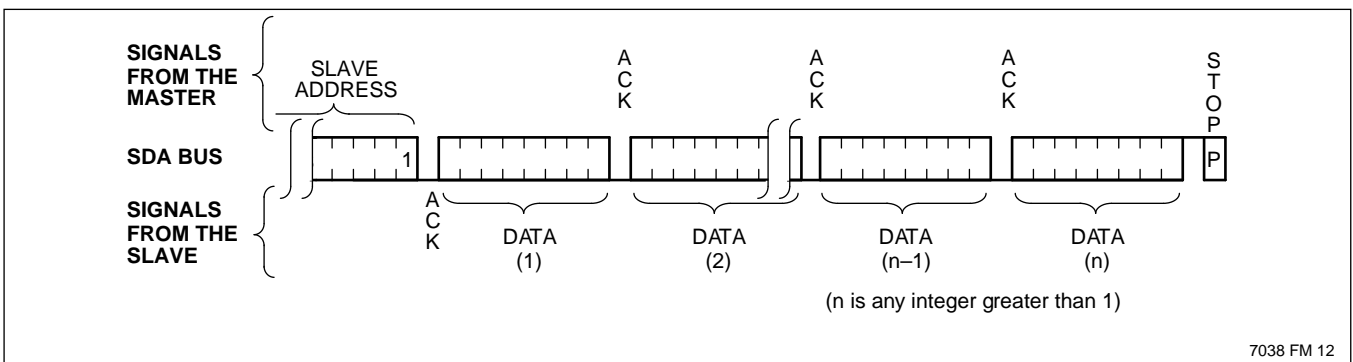 SIGNALS
FROM THE
MASTER
SLAVE
ADDRESS
A
C
K
A
C
K
A
C
K
S
T
O
P
SDA BUS
1
P
SIGNALS
FROM THE
SLAVE
A
C
K
DATA
(1)
DATA
(2)
DATA
(n–1)
DATA
(n)
(n is any integer greater than 1)
7038 FM 12